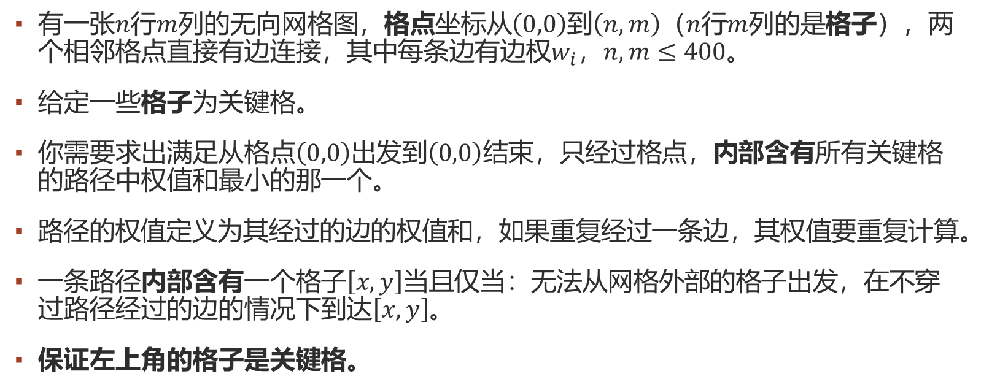 ▪ 有一张n行m列的无向网格图，格点坐标从(0,0)到(n, m)（n行m列的是格子），两
个相邻格点直接有边连接，其中每条边有边权wᵢ，n, m ≤ 400。
▪ 给定一些格子为关键格。
▪ 你需要求出满足从格点(0,0)出发到(0,0)结束，只经过格点，内部含有所有关键格
的路径中权值和最小的那一个。
▪ 路径的权值定义为其经过的边的权值和，如果重复经过一条边，其权值要重复计算。
▪ 一条路径内部含有一个格子[x, y]当且仅当：无法从网格外部的格子出发，在不穿
过路径经过的边的情况下到达[x, y]。
▪ 保证左上角的格子是关键格。